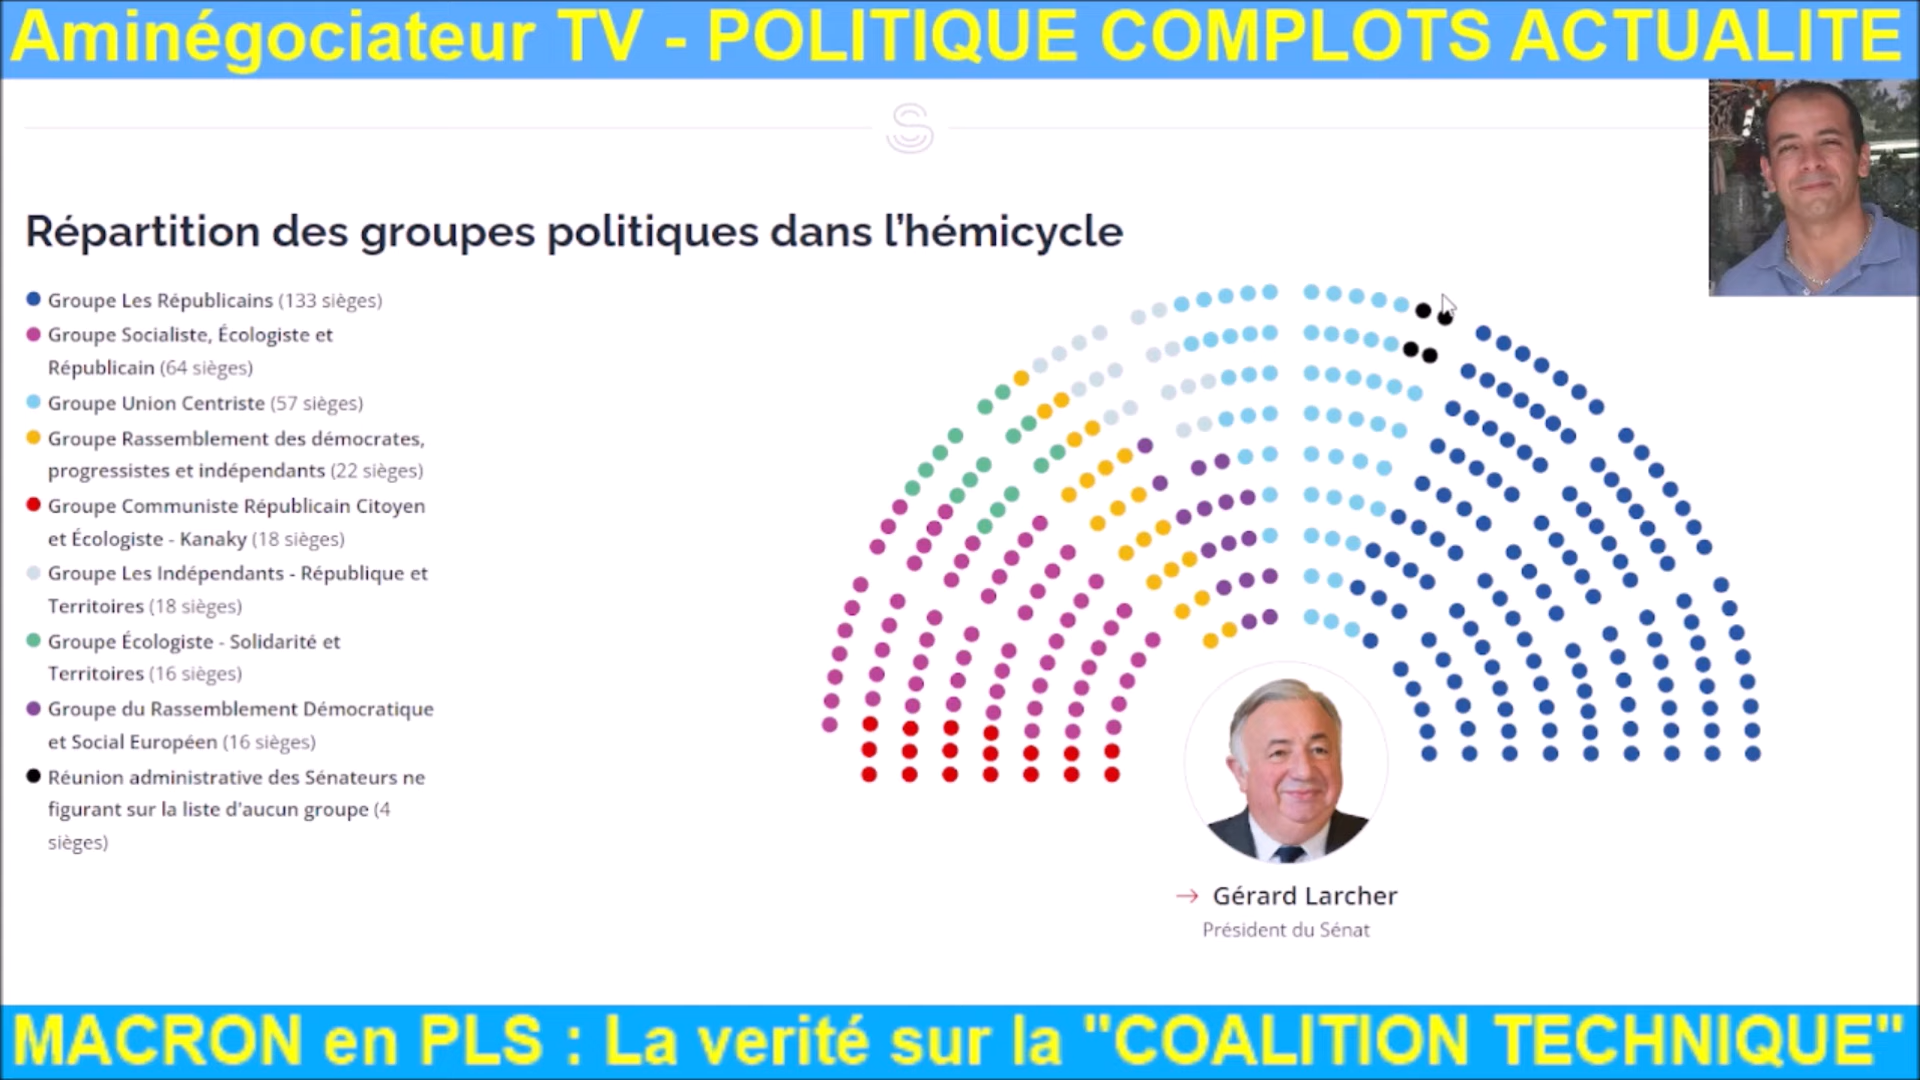 Aminégociateur TV - POLITIQUE COMPLOTS ACTUALITE
Répartition des groupes politiques dans l'hémicycle
Groupe Les Républicains (133 sièges)
Groupe Socialiste, Écologiste et
Républicain (64 sièges)
Groupe Union Centriste (57 sièges)
Groupe Rassemblement des démocrates,
progressistes et indépendants (22 sièges)
Groupe Communiste Républicain Citoyen
et Écologiste - Kanaky (18 sièges)
Groupe Les Indépendants - République et
Territoires (18 sièges)
Groupe Écologiste - Solidarité et
Territoires (16 sièges)
Groupe du Rassemblement Démocratique
et Social Européen (16 sièges)
Réunion administrative des Sénateurs ne
figurant sur la liste d'aucun groupe (4
sièges)
→ Gérard Larcher
Président du Sénat
MACRON en PLS : La verité sur la "COALITION TECHNIQUE"